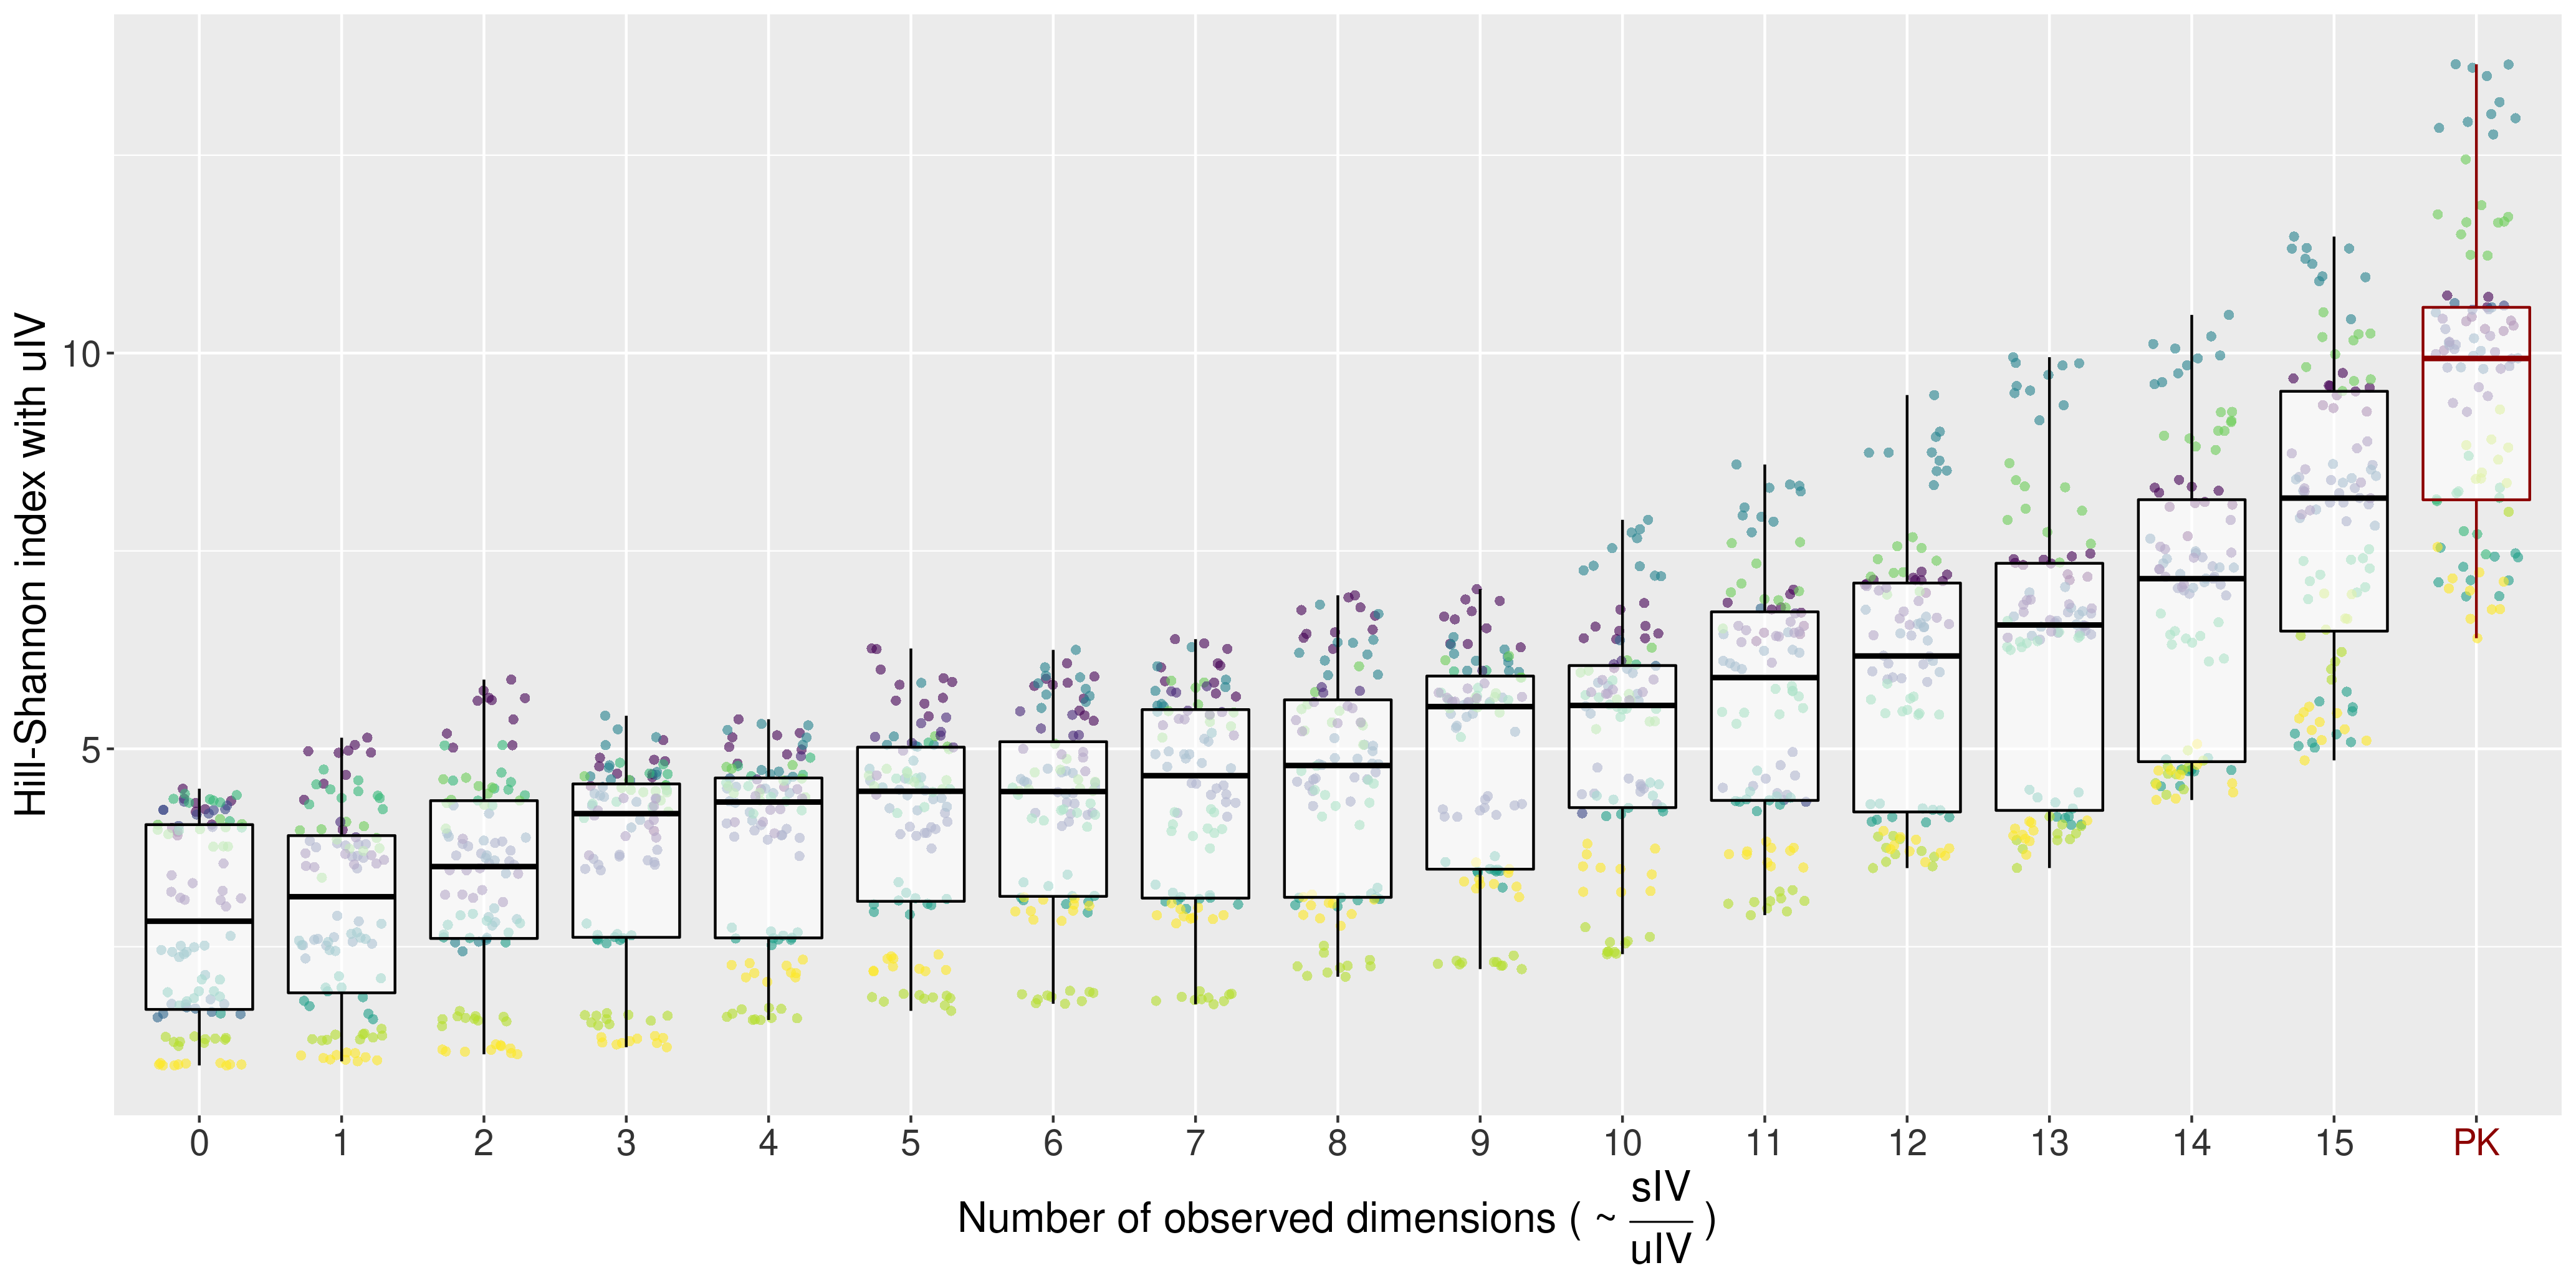 Hill-Shannon index with uIV
10
5
0 1 2 3 4 5 6 7 8 9 10 11 12 13 14 15 PK
Number of observed dimensions ( ~ sIV / uIV )